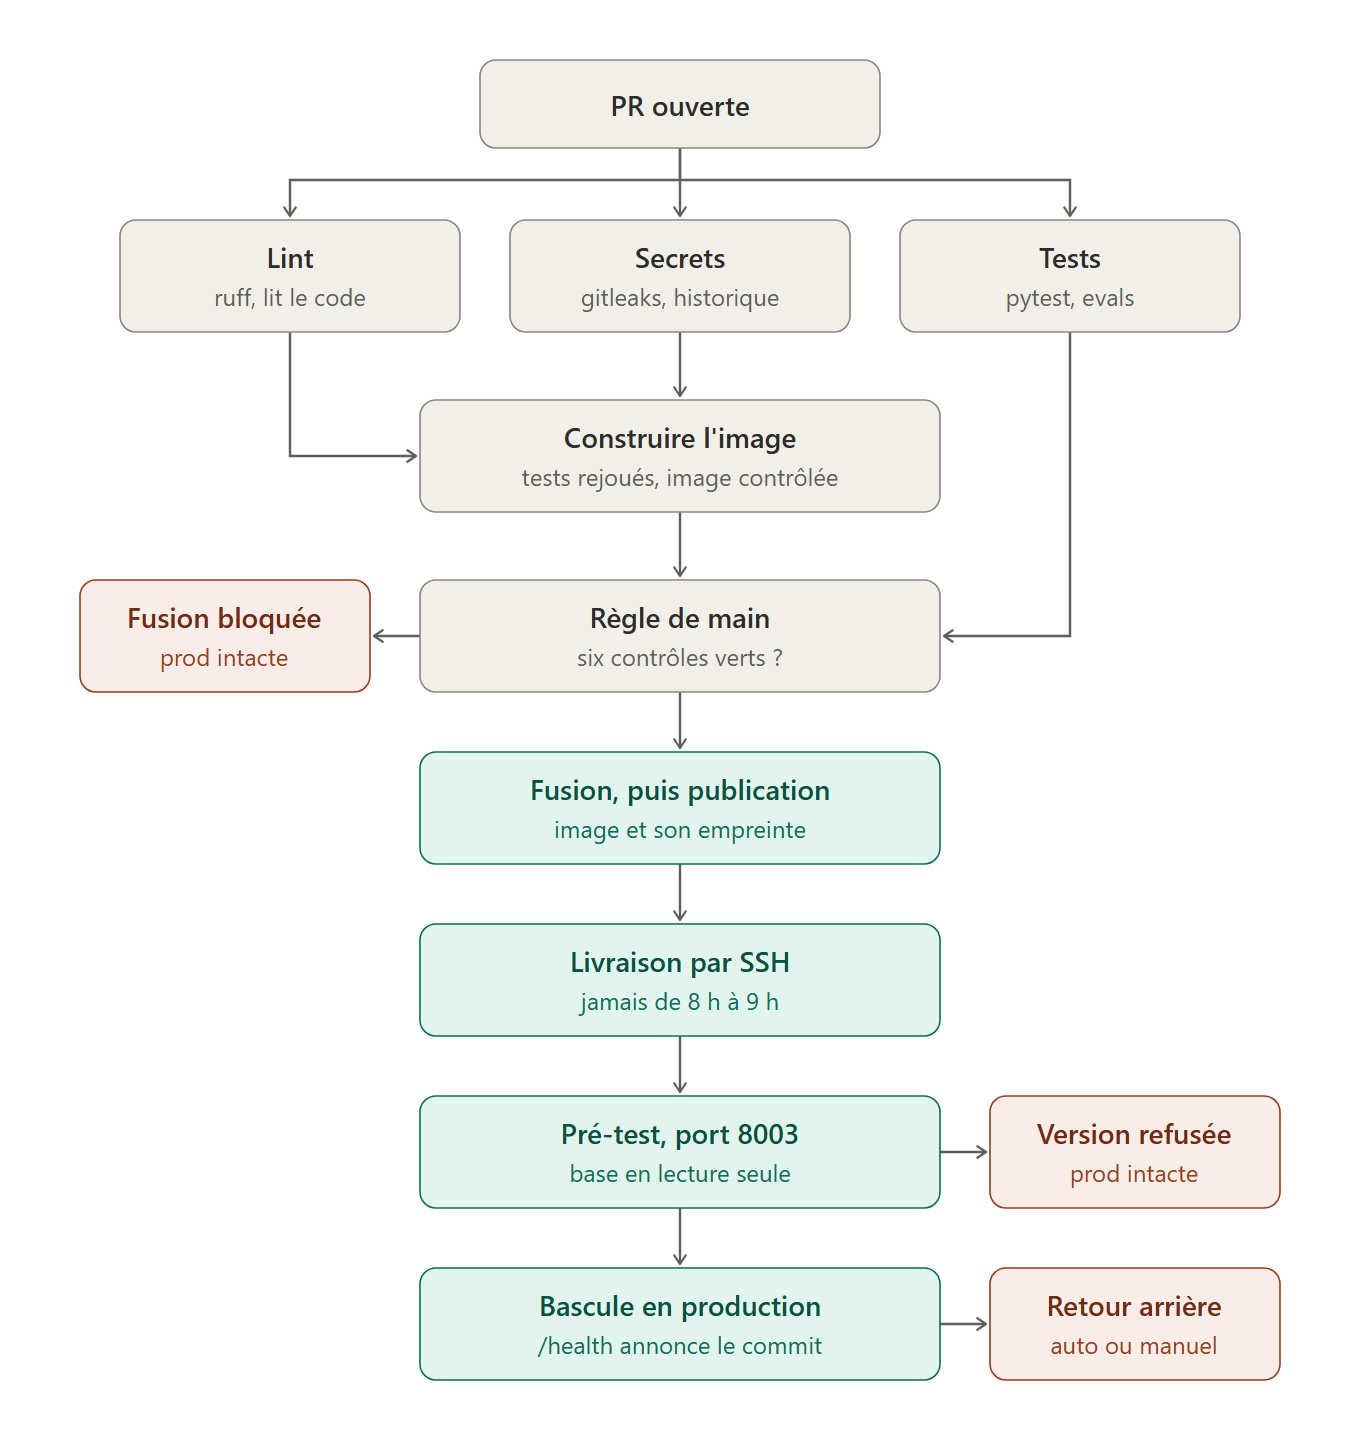 PR ouverte
Lint
ruff, lit le code
Secrets
gitleaks, historique
Tests
pytest, evals
Construire l'image
tests rejoués, image contrôlée
Fusion bloquée
prod intacte
Règle de main
six contrôles verts ?
Fusion, puis publication
image et son empreinte
Livraison par SSH
jamais de 8 h à 9 h
Pré-test, port 8003
base en lecture seule
Version refusée
prod intacte
Bascule en production
/health annonce le commit
Retour arrière
auto ou manuel